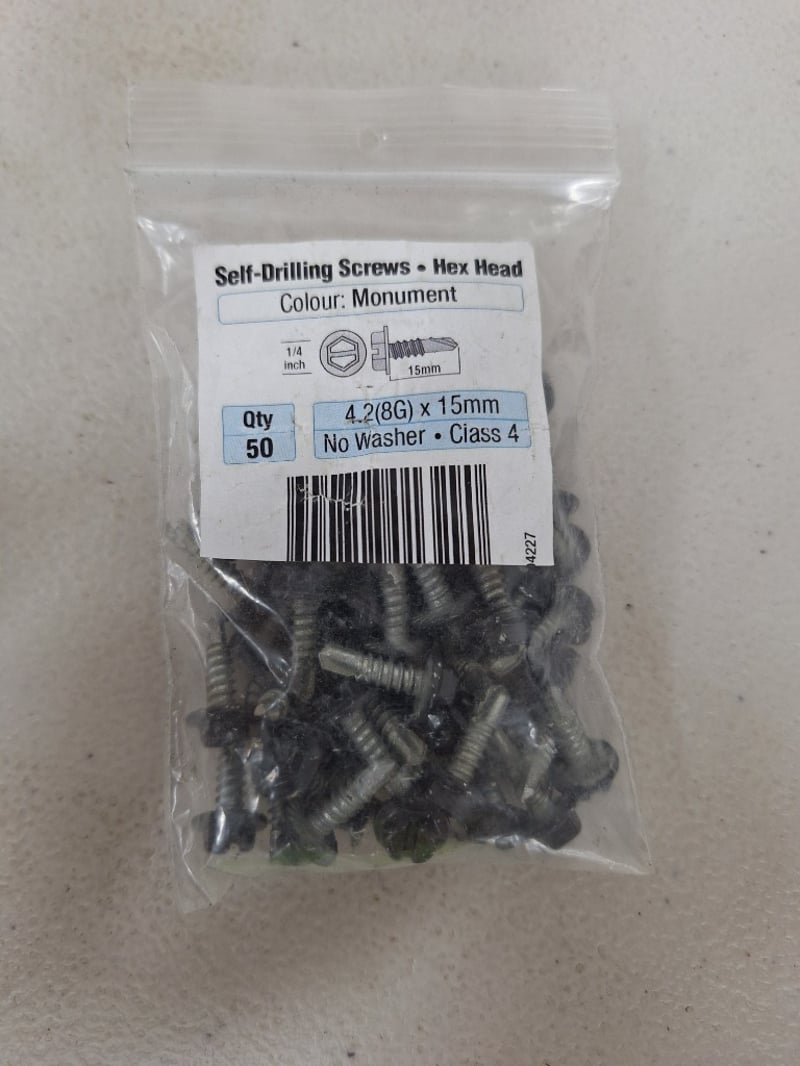 Self-Drilling Screws • Hex Head
Colour: Monument
1/4
inch
15mm
Qty
50
4.2(8G) x 15mm
No Washer • Class 4
4227